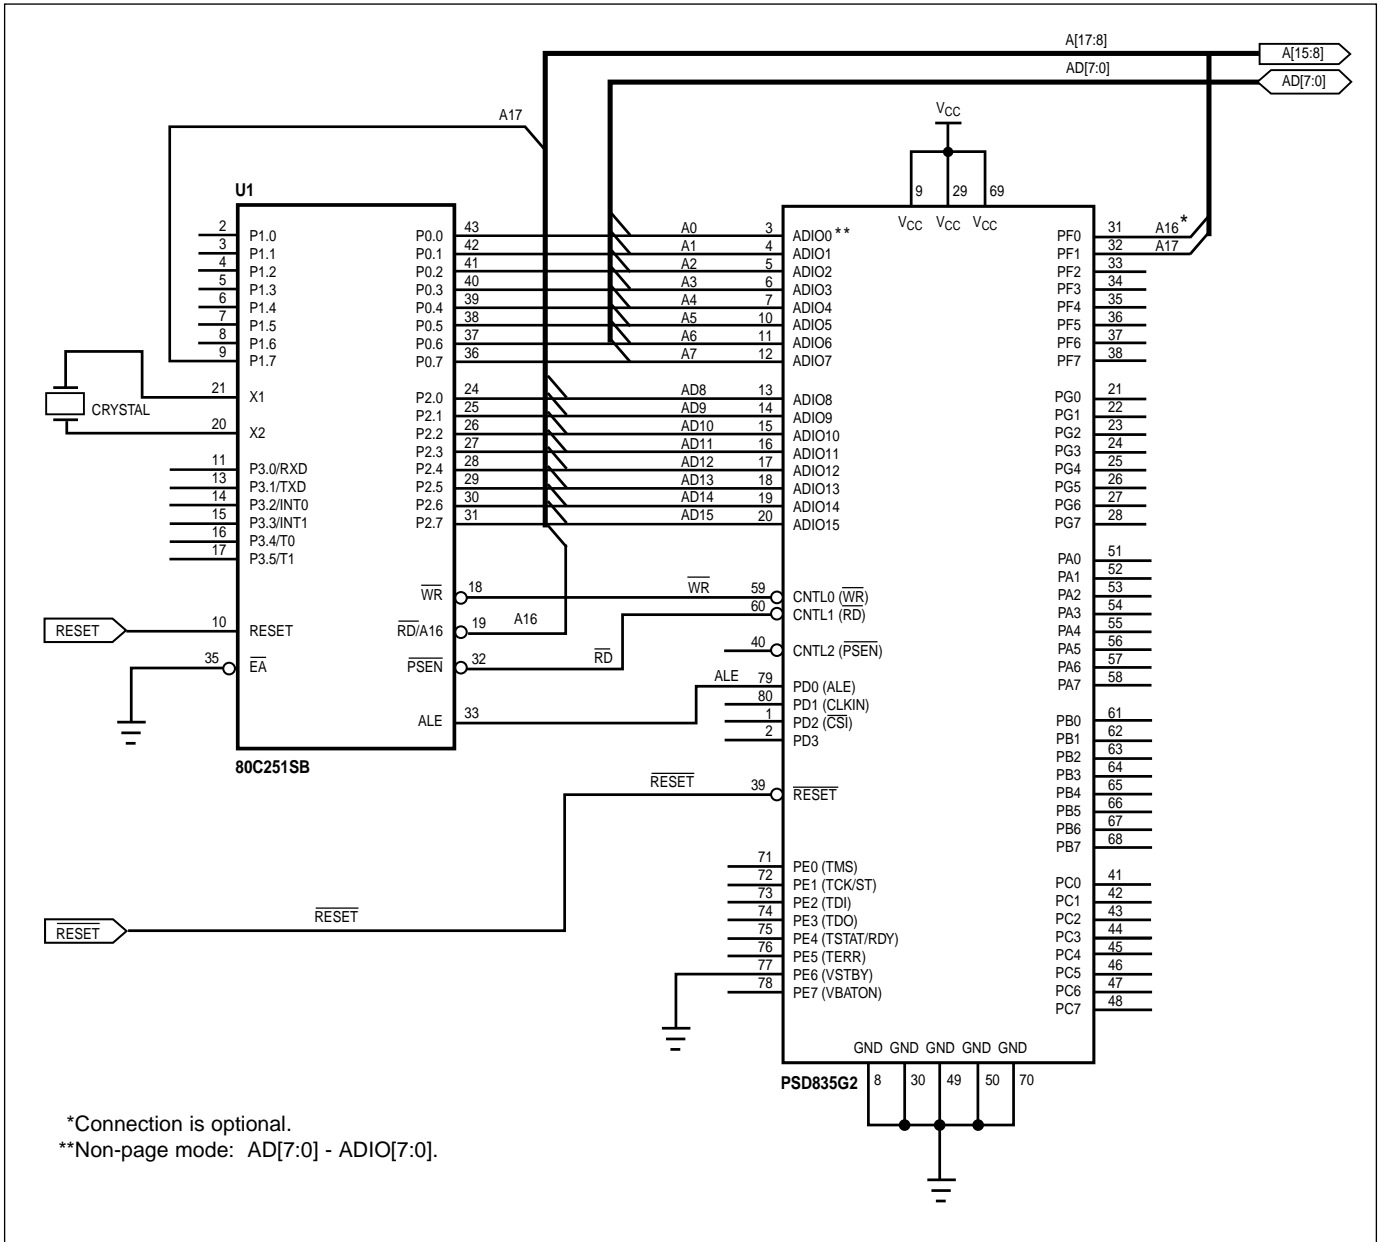 A[17:8]
A[15:8]
AD[7:0]
AD[7:0]
A17
VCC
U1
9 29 69
VCC VCC VCC
2 P1.0 P0.0 43 A0 3 ADIO0 ** PF0 31 A16 *
3 P1.1 P0.1 42 A1 4 ADIO1 PF1 32 A17
4 P1.2 P0.2 41 A2 5 ADIO2 PF2 33
5 P1.3 P0.3 40 A3 6 ADIO3 PF3 34
6 P1.4 P0.4 39 A4 7 ADIO4 PF4 35
7 P1.5 P0.5 38 A5 10 ADIO5 PF5 36
8 P1.6 P0.6 37 A6 11 ADIO6 PF6 37
9 P1.7 P0.7 36 A7 12 ADIO7 PF7 38
CRYSTAL
21 X1 P2.0 24 AD8 13 ADIO8 PG0 21
P2.1 25 AD9 14 ADIO9 PG1 22
20 X2 P2.2 26 AD10 15 ADIO10 PG2 23
P2.3 27 AD11 16 ADIO11 PG3 24
11 P3.0/RXD P2.4 28 AD12 17 ADIO12 PG4 25
13 P3.1/TXD P2.5 29 AD13 18 ADIO13 PG5 26
14 P3.2/INT0 P2.6 30 AD14 19 ADIO14 PG6 27
15 P3.3/INT1 P2.7 31 AD15 20 ADIO15 PG7 28
16 P3.4/T0
17 P3.5/T1
PA0 51
PA1 52
WR 18 WR 59 CNTL0 (WR) PA2 53
60 CNTL1 (RD) PA3 54
RESET 10 RESET RD/A16 19 A16 PA4 55
40 CNTL2 (PSEN) PA5 56
35 EA PSEN 32 RD PA6 57
ALE 79 PD0 (ALE) PA7 58
80 PD1 (CLKIN)
ALE 33 1 PD2 (CSI) PB0 61
2 PD3 PB1 62
80C251SB
PB2 63
PB3 64
RESET 39 RESET PB4 65
PB5 66
PB6 67
PB7 68
71 PE0 (TMS)
72 PE1 (TCK/ST) PC0 41
73 PE2 (TDI) PC1 42
74 PE3 (TDO) PC2 43
75 PE4 (TSTAT/RDY) PC3 44
76 PE5 (TERR) PC4 45
77 PE6 (VSTBY) PC5 46
78 PE7 (VBATON) PC6 47
PC7 48
RESET RESET
GND GND GND GND GND
PSD835G2 8 30 49 50 70
*Connection is optional.
**Non-page mode: AD[7:0] - ADIO[7:0].